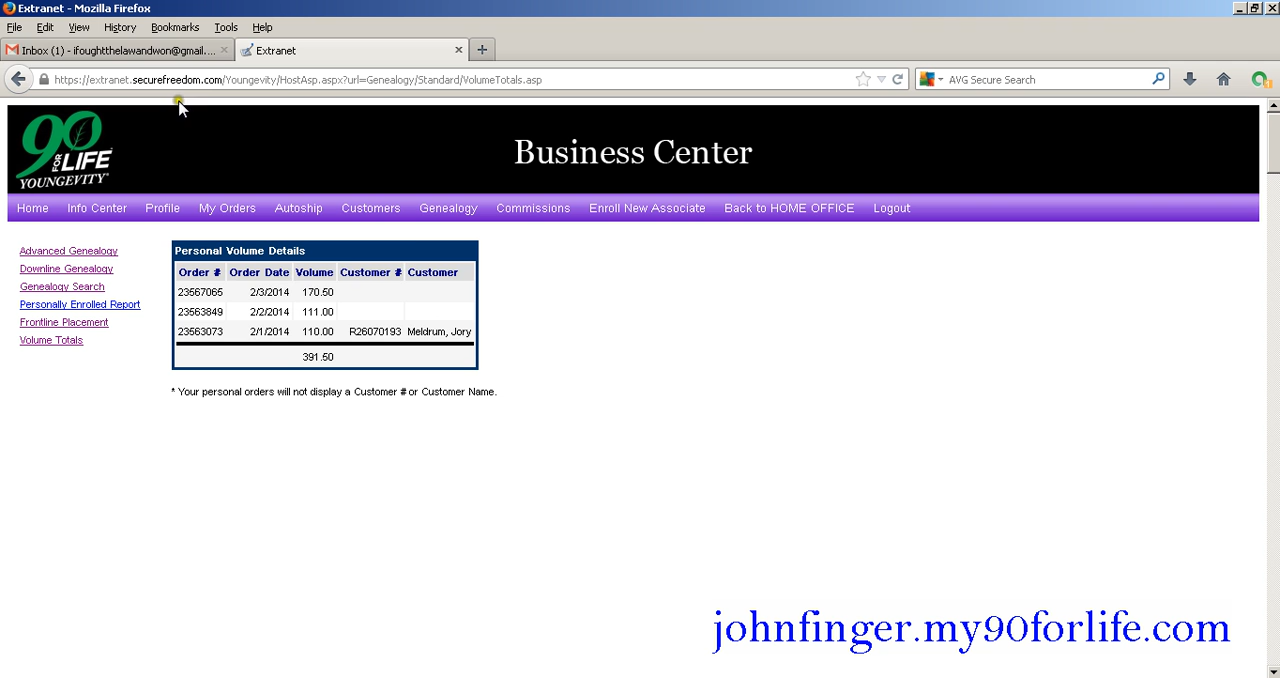 Extranet - Mozilla Firefox
File Edit View History Bookmarks Tools Help
Inbox (1) - ifoughtthelawandwon@gmail.... Extranet
https://extranet.securefreedom.com/Youngevity/HostAsp.aspx?url=Genealogy/Standard/VolumeTotals.asp AVG Secure Search
90 FOR LIFE YOUNGEVITY
Business Center
Home Info Center Profile My Orders Autoship Customers Genealogy Commissions Enroll New Associate Back to HOME OFFICE Logout
Advanced Genealogy
Downline Genealogy
Genealogy Search
Personally Enrolled Report
Frontline Placement
Volume Totals
Personal Volume Details
Order # Order Date Volume Customer # Customer
23567065 2/3/2014 170.50
23563849 2/2/2014 111.00
23563073 2/1/2014 110.00 R26070193 Meldrum, Jory
391.50
* Your personal orders will not display a Customer # or Customer Name.
johnfinger.my90forlife.com